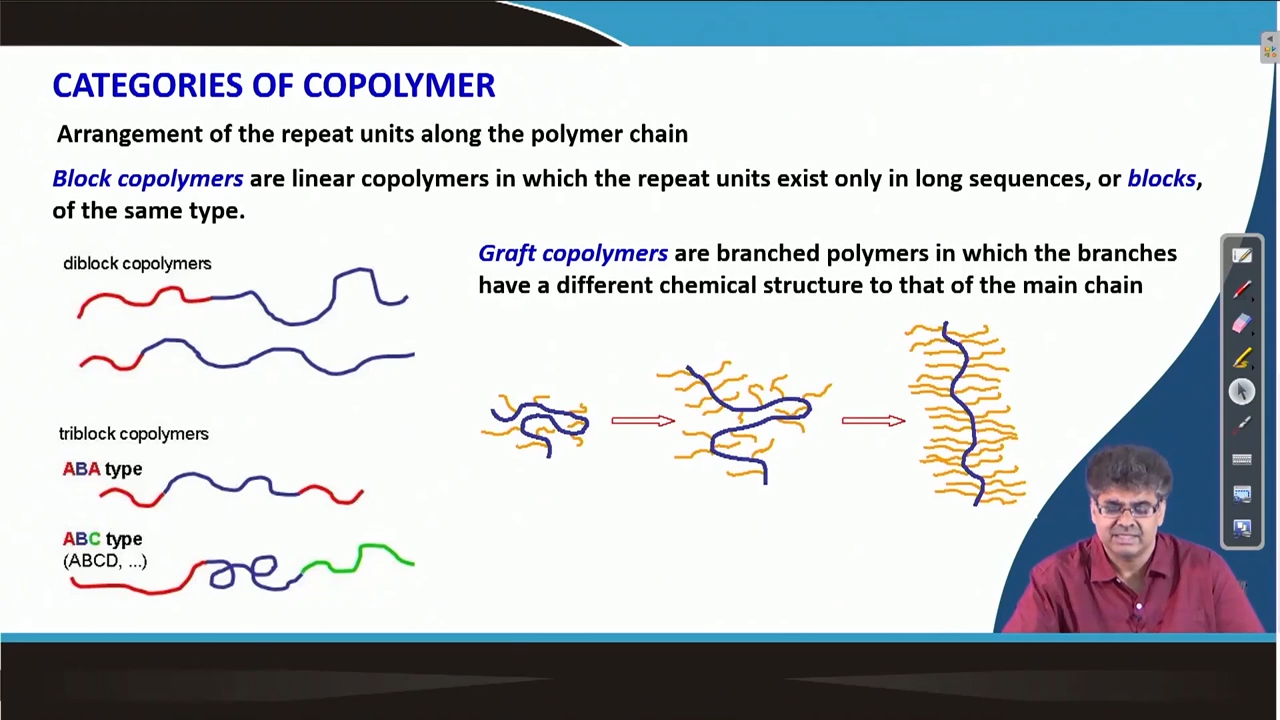 CATEGORIES OF COPOLYMER
Arrangement of the repeat units along the polymer chain
Block copolymers are linear copolymers in which the repeat units exist only in long sequences, or blocks,
of the same type.
diblock copolymers
triblock copolymers
ABA type
ABC type
(ABCD, ...)
Graft copolymers are branched polymers in which the branches
have a different chemical structure to that of the main chain